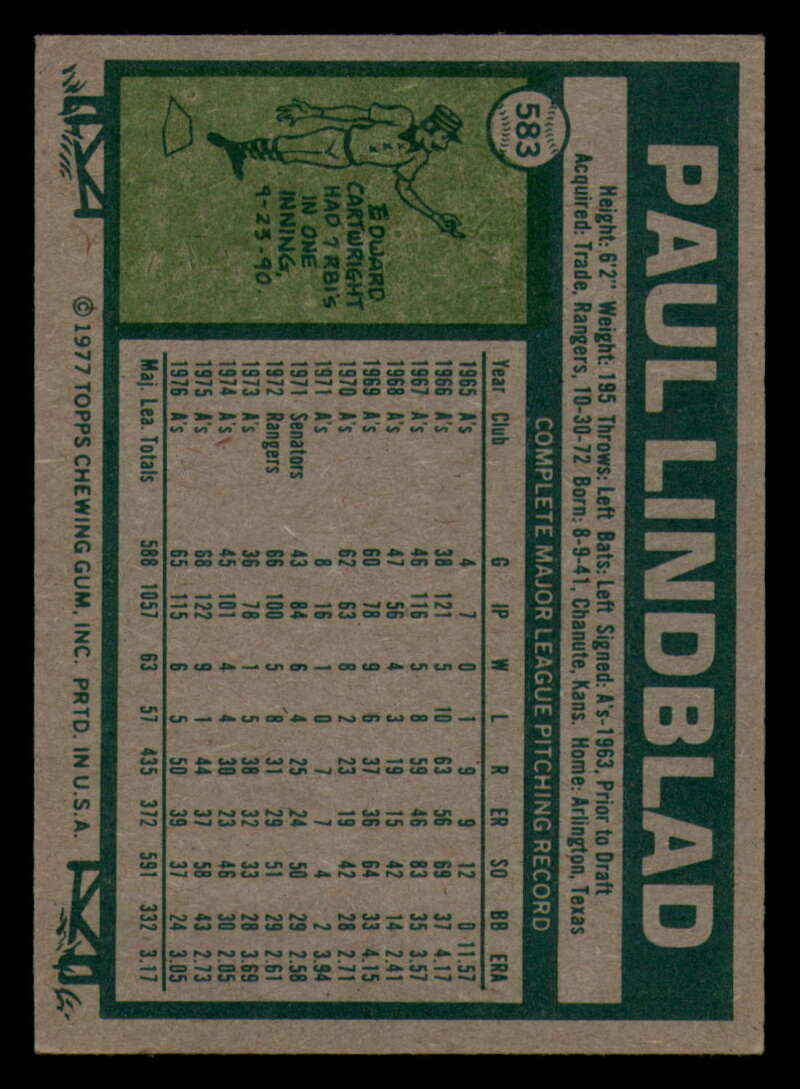 583
PAUL LINDBLAD
Height: 6'2" Weight: 195 Throws: Left Bats: Left Signed: A's-1963, Prior to Draft
Acquired: Trade, Rangers, 10-30-72 Born: 8-9-41, Chanute, Kans. Home: Arlington, Texas
EDWARD
CARTWRIGHT
HAD 7 RBI'S
IN ONE
INNING,
9-23-90.
COMPLETE MAJOR LEAGUE PITCHING RECORD
Year Club G IP W L R ER SO BB ERA
1965 A's 4 7 0 1 9 9 12 0 11.57
1966 A's 38 121 5 10 63 56 69 37 4.17
1967 A's 46 116 5 8 59 46 83 35 3.57
1968 A's 47 56 4 3 19 15 42 14 2.41
1969 A's 60 78 9 6 37 36 64 33 4.15
1970 A's 62 63 8 2 23 19 42 28 2.71
1971 A's 8 16 1 0 7 7 4 2 3.94
1971 Senators 43 84 6 4 25 24 50 29 2.58
1972 Rangers 66 100 5 8 31 29 51 29 2.61
1973 A's 36 78 1 5 38 32 33 28 3.69
1974 A's 45 101 4 4 30 23 46 30 2.05
1975 A's 68 122 9 1 44 37 58 43 2.73
1976 A's 65 115 6 5 50 39 37 24 3.05
Maj. Lea. Totals 588 1057 63 57 435 372 591 332 3.17
© 1977 TOPPS CHEWING GUM, INC. PRTD. IN U.S.A.